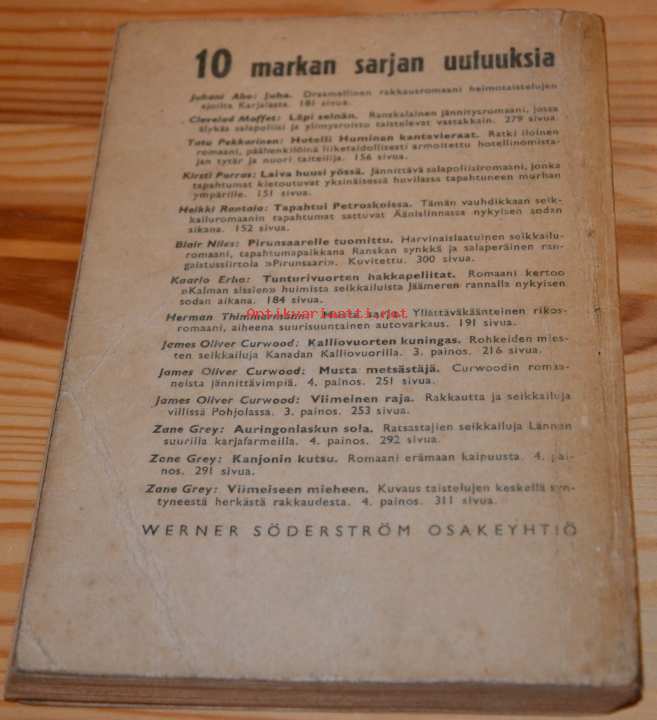 10 markan sarjan uutuuksia
Juhani Aho: Juha. Draamellinen rakkausromaani heimotaistelujen
ajoilta Karjalasta. 181 sivua.
Cleveland Moffet: Läpi seinän. Ranskalainen jännitysromaani, jossa
älykäs salapoliisi ja ylimysroisto taistelevat vastakkain. 279 sivua.
Tatu Pekkarinen: Hotelli Huminan kantavieraat. Ratki iloinen
romaani, päähenkilöinä liiketaidollisesti armoitettu hotellinomista-
jan tytär ja nuori taiteilija. 156 sivua.
Kirsti Porras: Laiva huusi yössä. Jännittävä salapoliisiromaani, jonka
tapahtumat kietoutuvat yksinäisessä huvilassa tapahtuneen murhan
ympärille. 151 sivua.
Heikki Rantala: Tapahtui Petroskoissa. Tämän vauhdikkaan seik-
kailuromaanin tapahtumat sattuvat Äänislinnassa nykyisen sodan
aikana. 152 sivua.
Blair Niles: Pirunsaarelle tuomittu. Harvinaislaatuinen seikkailu-
romaani, tapahtumapaikkana Ranskan synkkä ja salaperäinen ran-
gaistussiirtola »Pirunsaari». Kuvitettu. 300 sivua.
Kaarlo Erho: Tunturivuorten hakkapeliitat. Romaani kertoo
»Kalman sissien» huimista seikkailuista Jäämeren rannalla nykyisen
sodan aikana. 184 sivua.
Herman Thimmermann: Musta sarja. Yllättäväkäänteinen rikos-
romaani, aiheena suurisuuntainen autovarkaus. 191 sivua.
James Oliver Curwood: Kalliovuorten kuningas. Rohkeiden mies-
ten seikkailuja Kanadan Kalliovuorilla. 3. painos. 216 sivua.
James Oliver Curwood: Musta metsästäjä. Curwoodin romaa-
neista jännittävimpiä. 4. painos. 251 sivua.
James Oliver Curwood: Viimeinen raja. Rakkautta ja seikkailuja
villissä Pohjolassa. 3. painos. 253 sivua.
Zane Grey: Auringonlaskun sola. Ratsastajien seikkailuja Lännen
suurilla karjafarmeilla. 4. painos. 292 sivua.
Zane Grey: Kanjonin kutsu. Romaani erämaan kaipuusta. 4. pai-
nos. 291 sivua.
Zane Grey: Viimeiseen mieheen. Kuvaus taistelujen keskellä syn-
tyneestä herkästä rakkaudesta. 4. painos. 311 sivua.
WERNER SÖDERSTRÖM OSAKEYHTIÖ